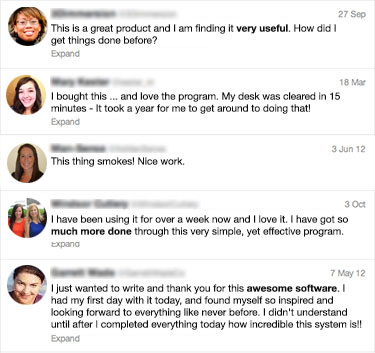 27 Sep
This is a great product and I am finding it very useful. How did I
get things done before?
Expand
18 Mar
I bought this ... and love the program. My desk was cleared in 15
minutes - It took a year for me to get around to doing that!
Expand
3 Jun 12
This thing smokes! Nice work.
3 Oct
I have been using it for over a week now and I love it. I have got so
much more done through this very simple, yet effective program.
Expand
7 May 12
I just wanted to write and thank you for this awesome software. I
had my first day with it today, and found myself so inspired and
looking forward to everything like never before. I didn't understand
until after I completed everything today how incredible this system is!!
Expand